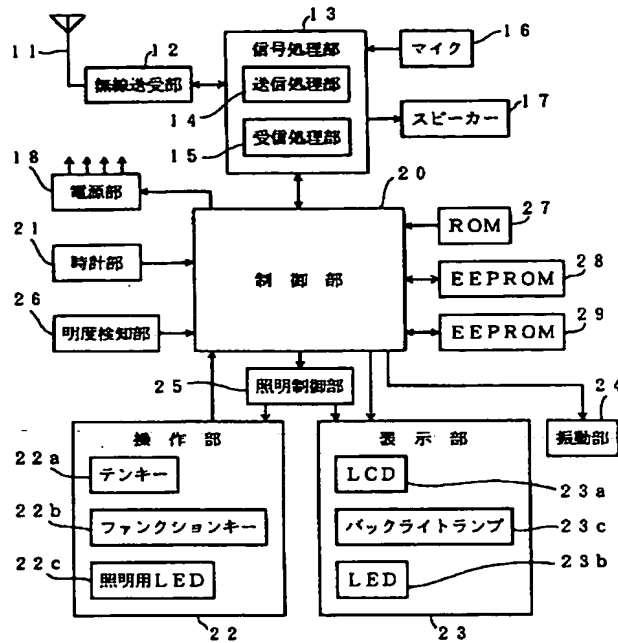 13
11
12
信号処理部
マイク
16
無線送受部
送信処理部
14
スピーカー
17
15
受信処理部
18
電源部
20
21
時計部
制御部
ROM
27
EEPROM
28
26
明度検知部
EEPROM
29
25
照明制御部
24
振動部
操作部
表示部
22a
テンキー
LCD
23a
22b
ファンクションキー
バックライトランプ
23c
22c
照明用LED
LED
23b
22
23